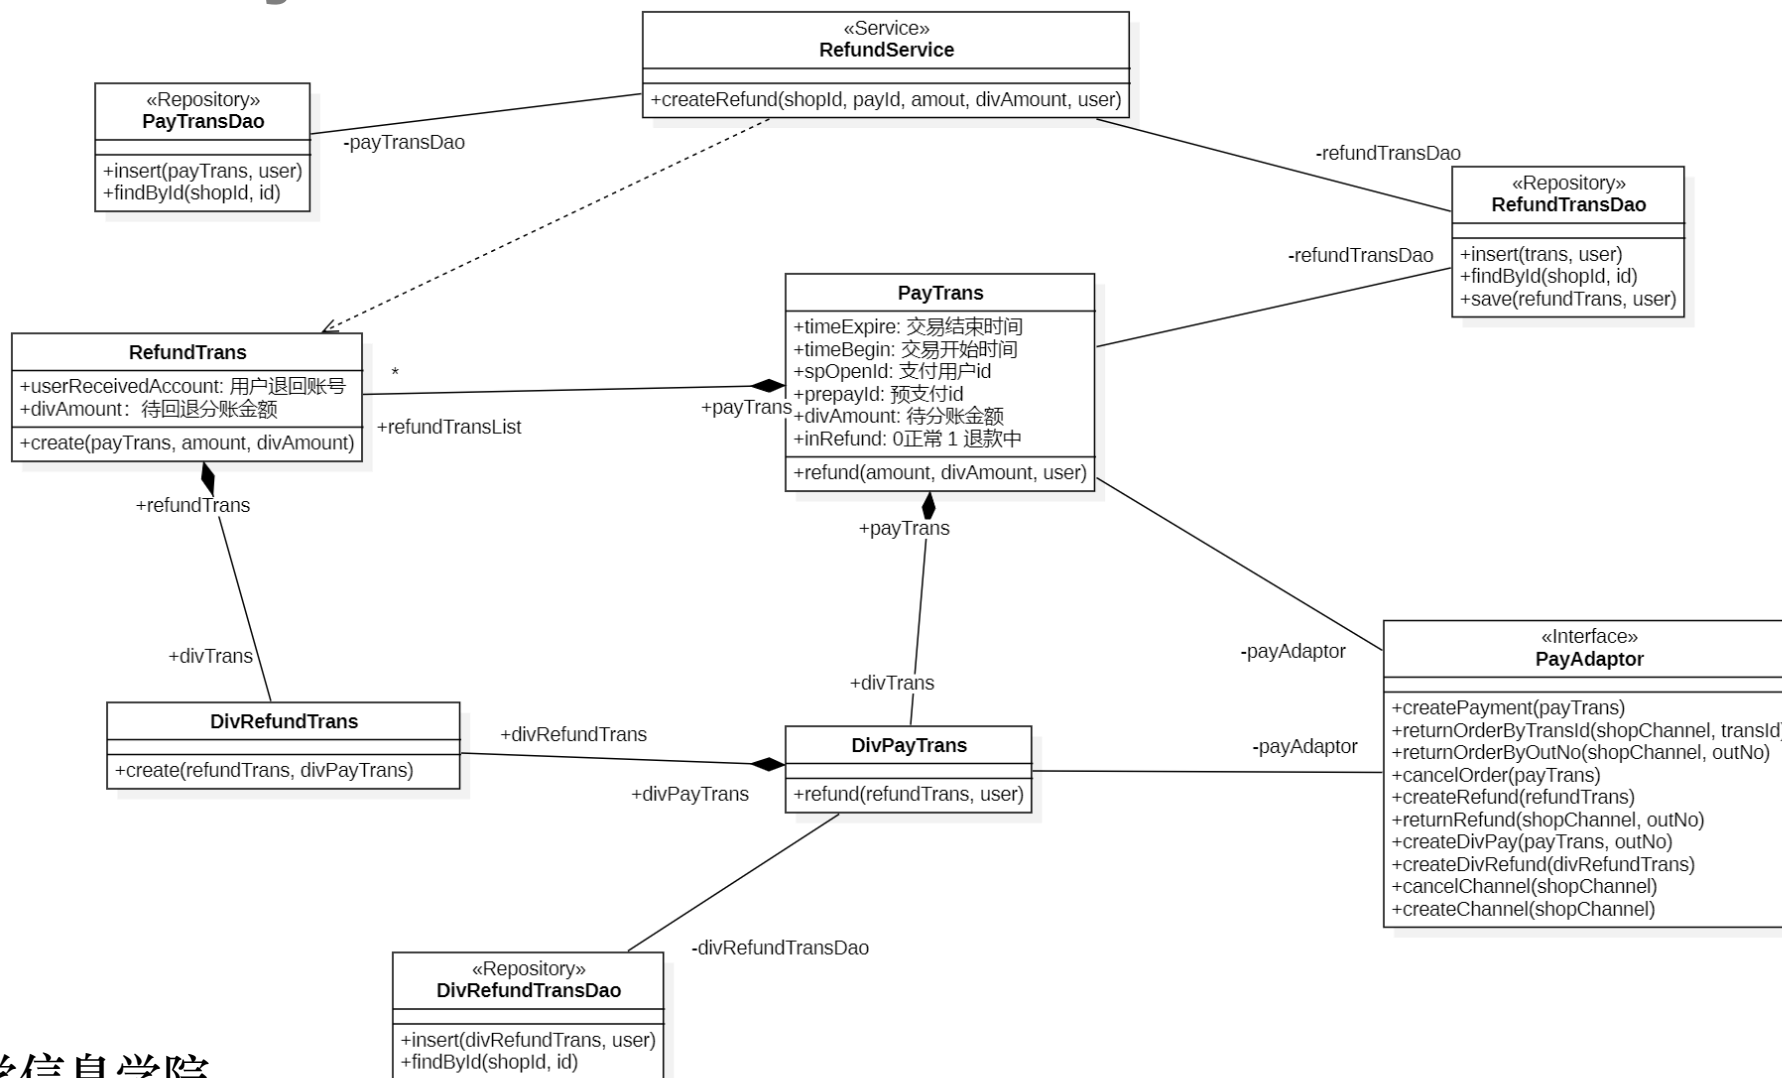 «Service»
RefundService
+createRefund(shopId, payId, amout, divAmount, user)
«Repository»
PayTransDao
+insert(payTrans, user)
+findById(shopId, id)
-payTransDao
-refundTransDao
«Repository»
RefundTransDao
+insert(trans, user)
+findById(shopId, id)
+save(refundTrans, user)
-refundTransDao
PayTrans
+timeExpire: 交易结束时间
+timeBegin: 交易开始时间
+spOpenId: 支付用户id
+prepayId: 预支付id
+divAmount: 待分账金额
+inRefund: 0正常 1 退款中
+refund(amount, divAmount, user)
RefundTrans
+userReceivedAccount: 用户退回账号
+divAmount: 待回退分账金额
+create(payTrans, amount, divAmount)
*
+payTrans
+refundTransList
+refundTrans
+payTrans
+divTrans
+divTrans
-payAdaptor
«Interface»
PayAdaptor
+createPayment(payTrans)
+returnOrderByTransId(shopChannel, transId)
+returnOrderByOutNo(shopChannel, outNo)
+cancelOrder(payTrans)
+createRefund(refundTrans)
+returnRefund(shopChannel, outNo)
+createDivPay(payTrans, outNo)
+createDivRefund(divRefundTrans)
+cancelChannel(shopChannel)
+createChannel(shopChannel)
DivRefundTrans
+create(refundTrans, divPayTrans)
+divRefundTrans
+divPayTrans
DivPayTrans
+refund(refundTrans, user)
-payAdaptor
-divRefundTransDao
«Repository»
DivRefundTransDao
+insert(divRefundTrans, user)
+findById(shopId, id)
学信息学院